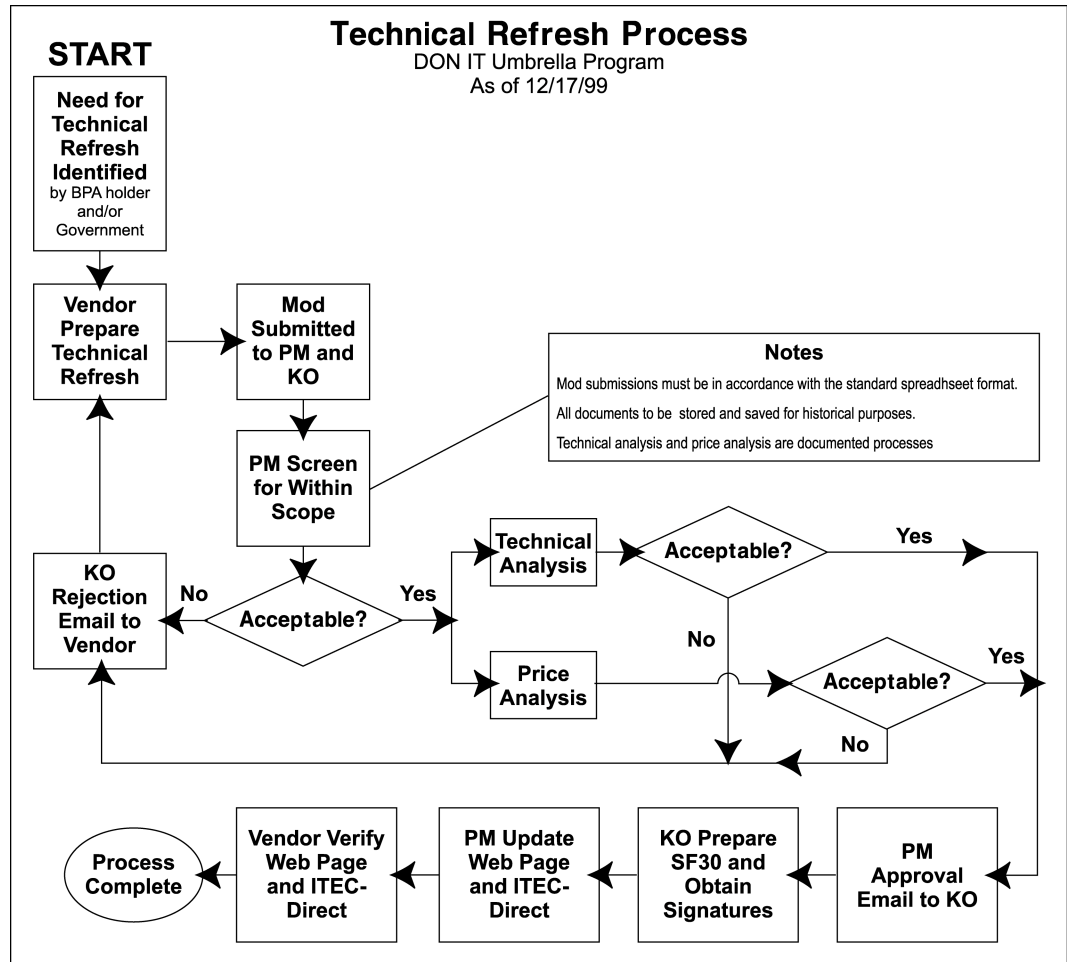 Technical Refresh Process
DON IT Umbrella Program
As of 12/17/99
START
Need for
Technical
Refresh
Identified
by BPA holder
and/or
Government
Vendor
Prepare
Technical
Refresh
Mod
Submitted
to PM and
KO
Notes
Mod submissions must be in accordance with the standard spreadhseet format.
All documents to be stored and saved for historical purposes.
Technical analysis and price analysis are documented processes
PM Screen
for Within
Scope
Technical
Analysis
Acceptable?
Yes
KO
Rejection
Email to
Vendor
No
Acceptable?
Yes
No
Price
Analysis
Acceptable?
Yes
No
Vendor Verify
Web Page
and ITEC-
Direct
PM Update
Web Page
and ITEC-
Direct
KO Prepare
SF30 and
Obtain
Signatures
PM
Approval
Email to KO
Process
Complete